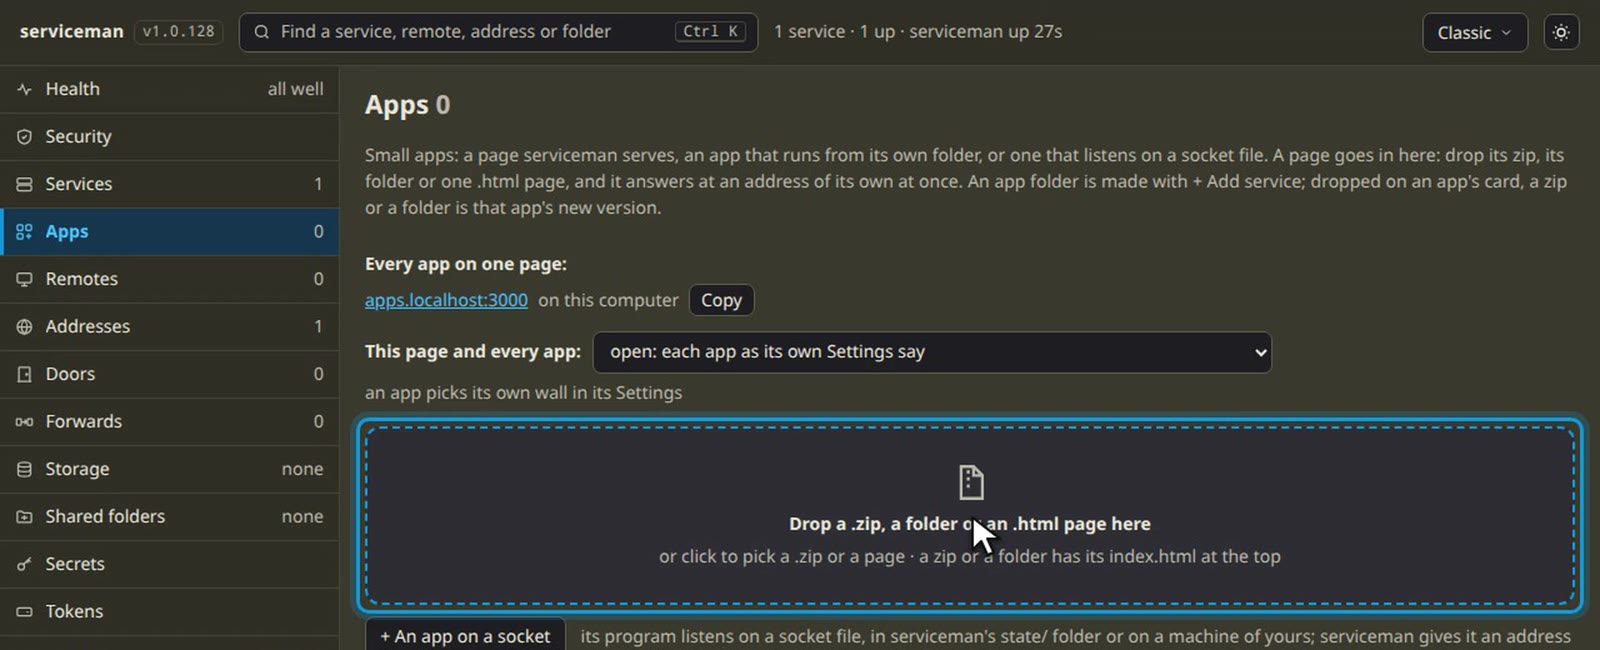 serviceman v1.0.128
Find a service, remote, address or folder Ctrl K
1 service · 1 up · serviceman up 27s
Classic
Health all well
Security
Services 1
Apps 0
Remotes 0
Addresses 1
Doors 0
Forwards 0
Storage none
Shared folders none
Secrets
Tokens
Apps 0
Small apps: a page serviceman serves, an app that runs from its own folder, or one that listens on a socket file. A page goes in here: drop its zip, its
folder or one .html page, and it answers at an address of its own at once. An app folder is made with + Add service; dropped on an app's card, a zip
or a folder is that app's new version.
Every app on one page:
apps.localhost:3000 on this computer Copy
This page and every app: open: each app as its own Settings say
an app picks its own wall in its Settings
Drop a .zip, a folder or an .html page here
or click to pick a .zip or a page · a zip or a folder has its index.html at the top
+ An app on a socket its program listens on a socket file, in serviceman's state/ folder or on a machine of yours; serviceman gives it an address